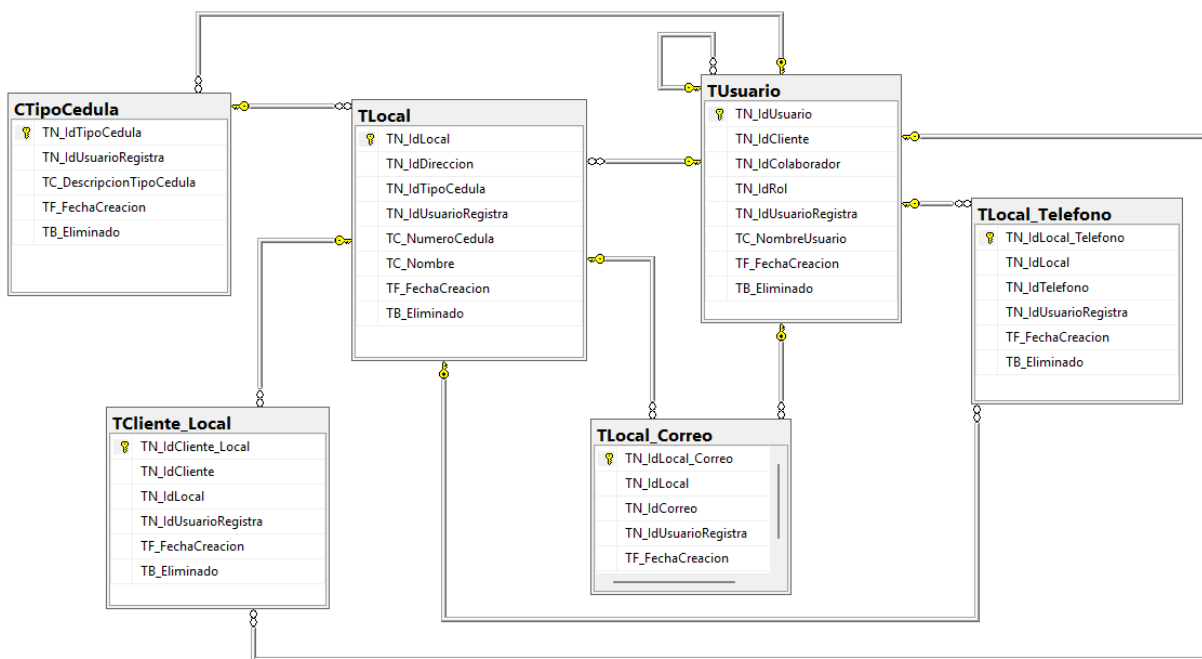 CTipoCedula
TN_IdTipoCedula
TN_IdUsuarioRegistra
TC_DescripcionTipoCedula
TF_FechaCreacion
TB_Eliminado
TLocal
TN_IdLocal
TN_IdDireccion
TN_IdTipoCedula
TN_IdUsuarioRegistra
TC_NumeroCedula
TC_Nombre
TF_FechaCreacion
TB_Eliminado
TUsuario
TN_IdUsuario
TN_IdCliente
TN_IdColaborador
TN_IdRol
TN_IdUsuarioRegistra
TC_NombreUsuario
TF_FechaCreacion
TB_Eliminado
TLocal_Telefono
TN_IdLocal_Telefono
TN_IdLocal
TN_IdTelefono
TN_IdUsuarioRegistra
TF_FechaCreacion
TB_Eliminado
TCliente_Local
TN_IdCliente_Local
TN_IdCliente
TN_IdLocal
TN_IdUsuarioRegistra
TF_FechaCreacion
TB_Eliminado
TLocal_Correo
TN_IdLocal_Correo
TN_IdLocal
TN_IdCorreo
TN_IdUsuarioRegistra
TF_FechaCreacion